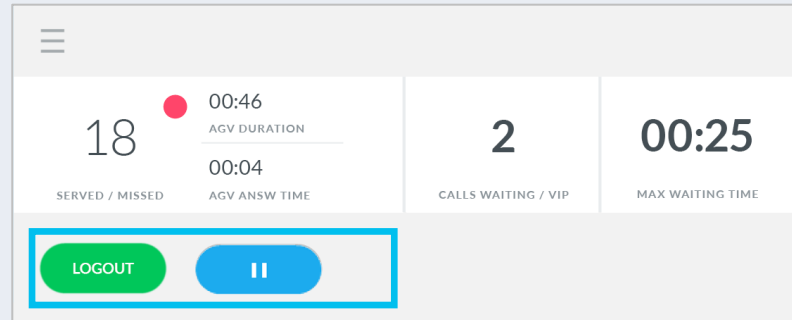 18
SERVED / MISSED
00:46
AGV DURATION
00:04
AGV ANSW TIME
2
CALLS WAITING / VIP
00:25
MAX WAITING TIME
LOGOUT